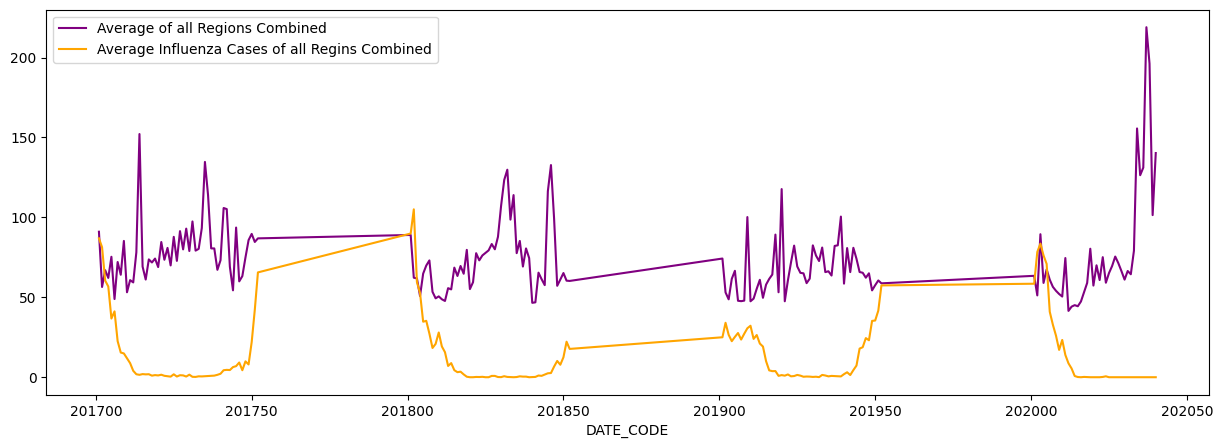 Average of all Regions Combined
Average Influenza Cases of all Regins Combined
200
150
100
50
0
201700 201750 201800 201850 201900 201950 202000 202050
DATE_CODE